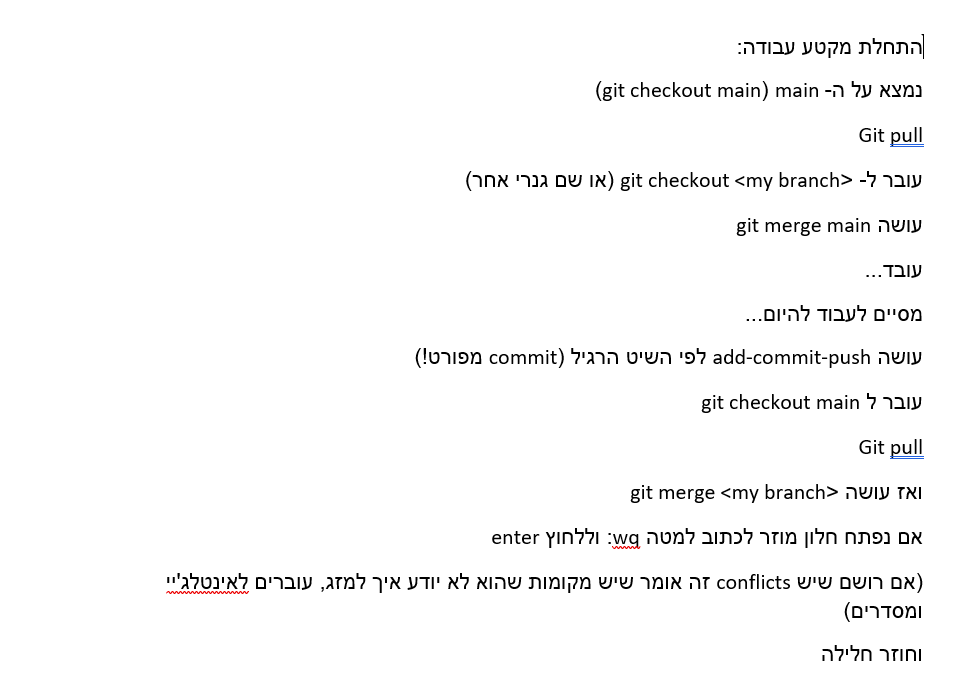 התחלת מקטע עבודה:
נמצא על ה- main (git checkout main)
Git pull
עובר ל- git checkout <my branch> (או שם גנרי אחר)
עושה git merge main
עובד...
מסיים לעבוד להיום...
עושה add-commit-push לפי השיט הרגיל (commit מפורט!)
עובר ל git checkout main
Git pull
ואז עושה git merge <my branch>
אם נפתח חלון מוזר לכתוב למטה wq: וללחוץ enter
(אם רושם שיש conflicts זה אומר שיש מקומות שהוא לא יודע איך למזג, עוברים לאינטלג'יי
ומסדרים)
וחוזר חלילה